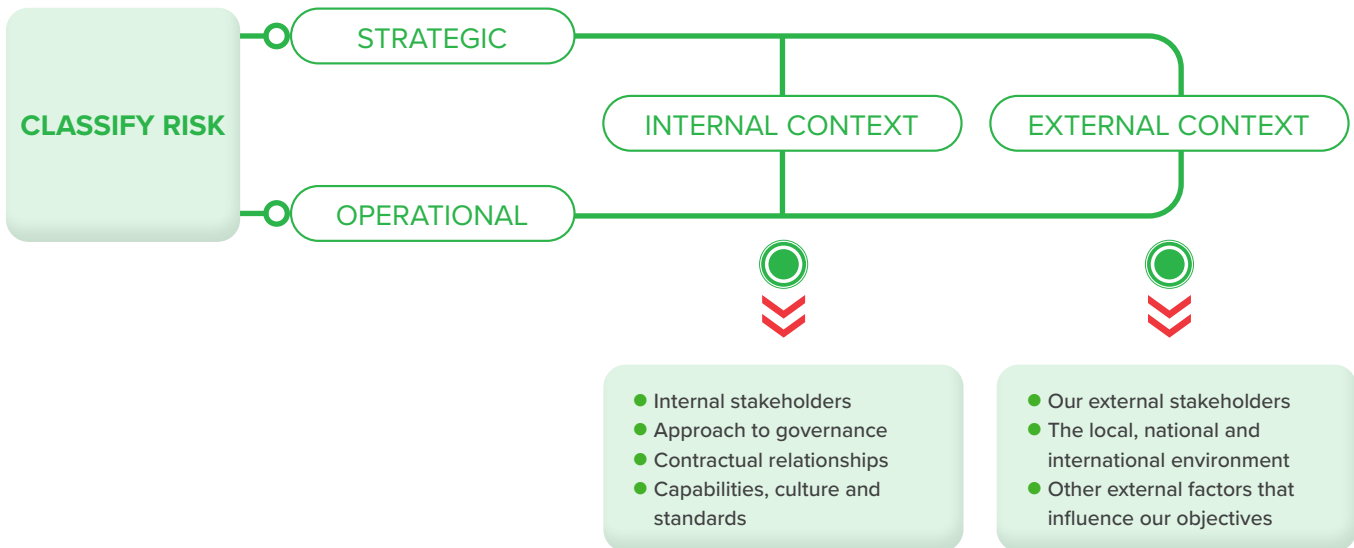 STRATEGIC
CLASSIFY RISK
INTERNAL CONTEXT
EXTERNAL CONTEXT
OPERATIONAL
Internal stakeholders
Approach to governance
Contractual relationships
Capabilities, culture and
standards
Our external stakeholders
The local, national and
international environment
Other external factors that
influence our objectives